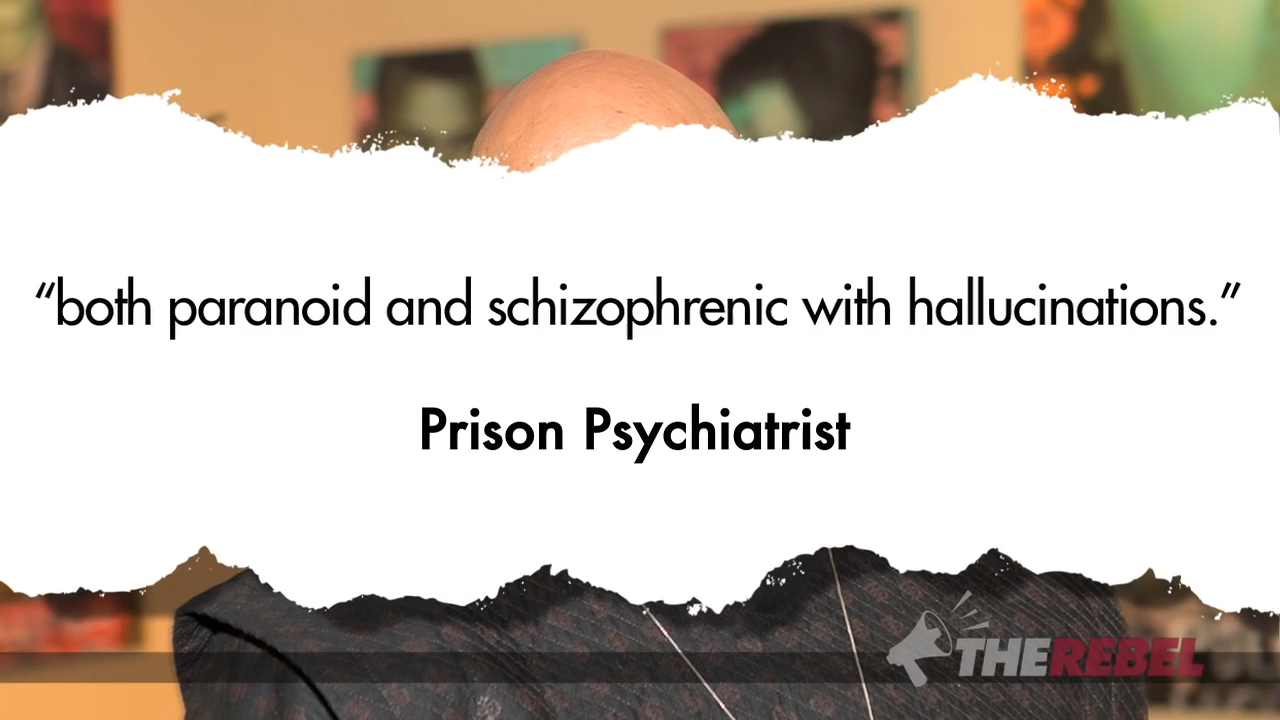 “both paranoid and schizophrenic with hallucinations.”
Prison Psychiatrist
THEREBEL